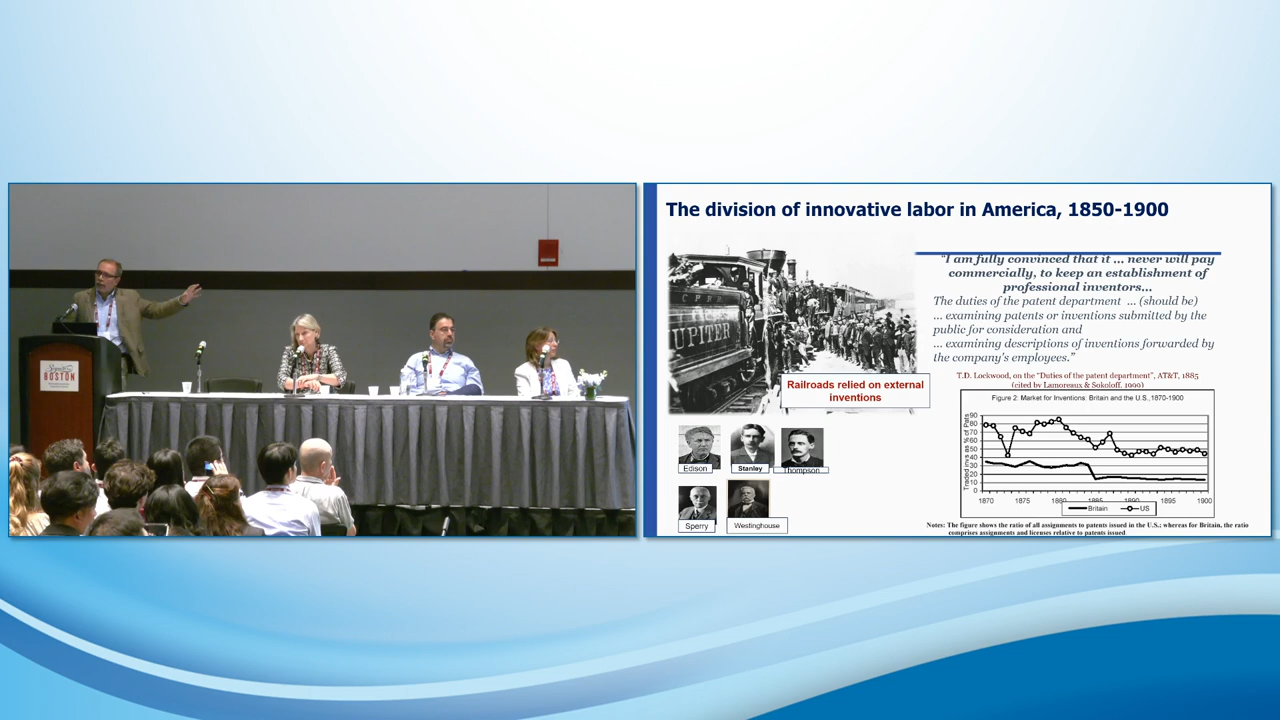 BOSTON
The division of innovative labor in America, 1850-1900
JUPITER
Railroads relied on external
inventions
Edison
Stanley
Thompson
Sperry
Westinghouse
"I am fully convinced that it ... never will pay
commercially, to keep an establishment of
professional inventors...
The duties of the patent department ... (should be)
... examining patents or inventions submitted by the
public for consideration and
... examining descriptions of inventions forwarded by
the company's employees."
T.D. Lockwood, on the "Duties of the patent department", AT&T, 1885
(cited by Lamoreaux & Sokoloff, 1999)
Figure 2: Market for Inventions: Britain and the U.S.,1870-1900
Traded invs as % of Pats
90
80
70
60
50
40
30
20
10
0
1870 1875 1880 1885 1890 1895 1900
Britain US
Notes: The figure shows the ratio of all assignments to patents issued in the U.S.; whereas for Britain, the ratio
comprises assignments and licenses relative to patents issued